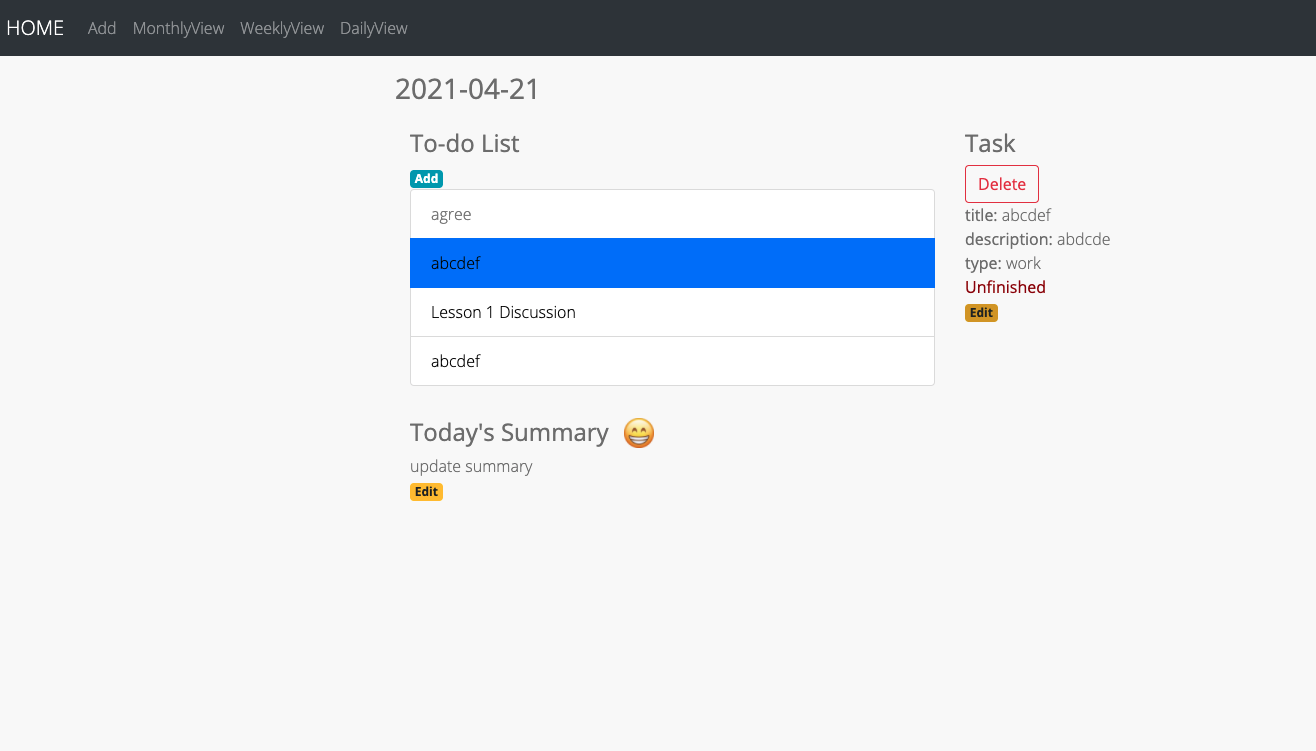 HOME Add MonthlyView WeeklyView DailyView
2021-04-21
To-do List
Add
agree
abcdef
Lesson 1 Discussion
abcdef
Today's Summary 😁
update summary
Edit
Task
Delete
title: abcdef
description: abdcde
type: work
Unfinished
Edit